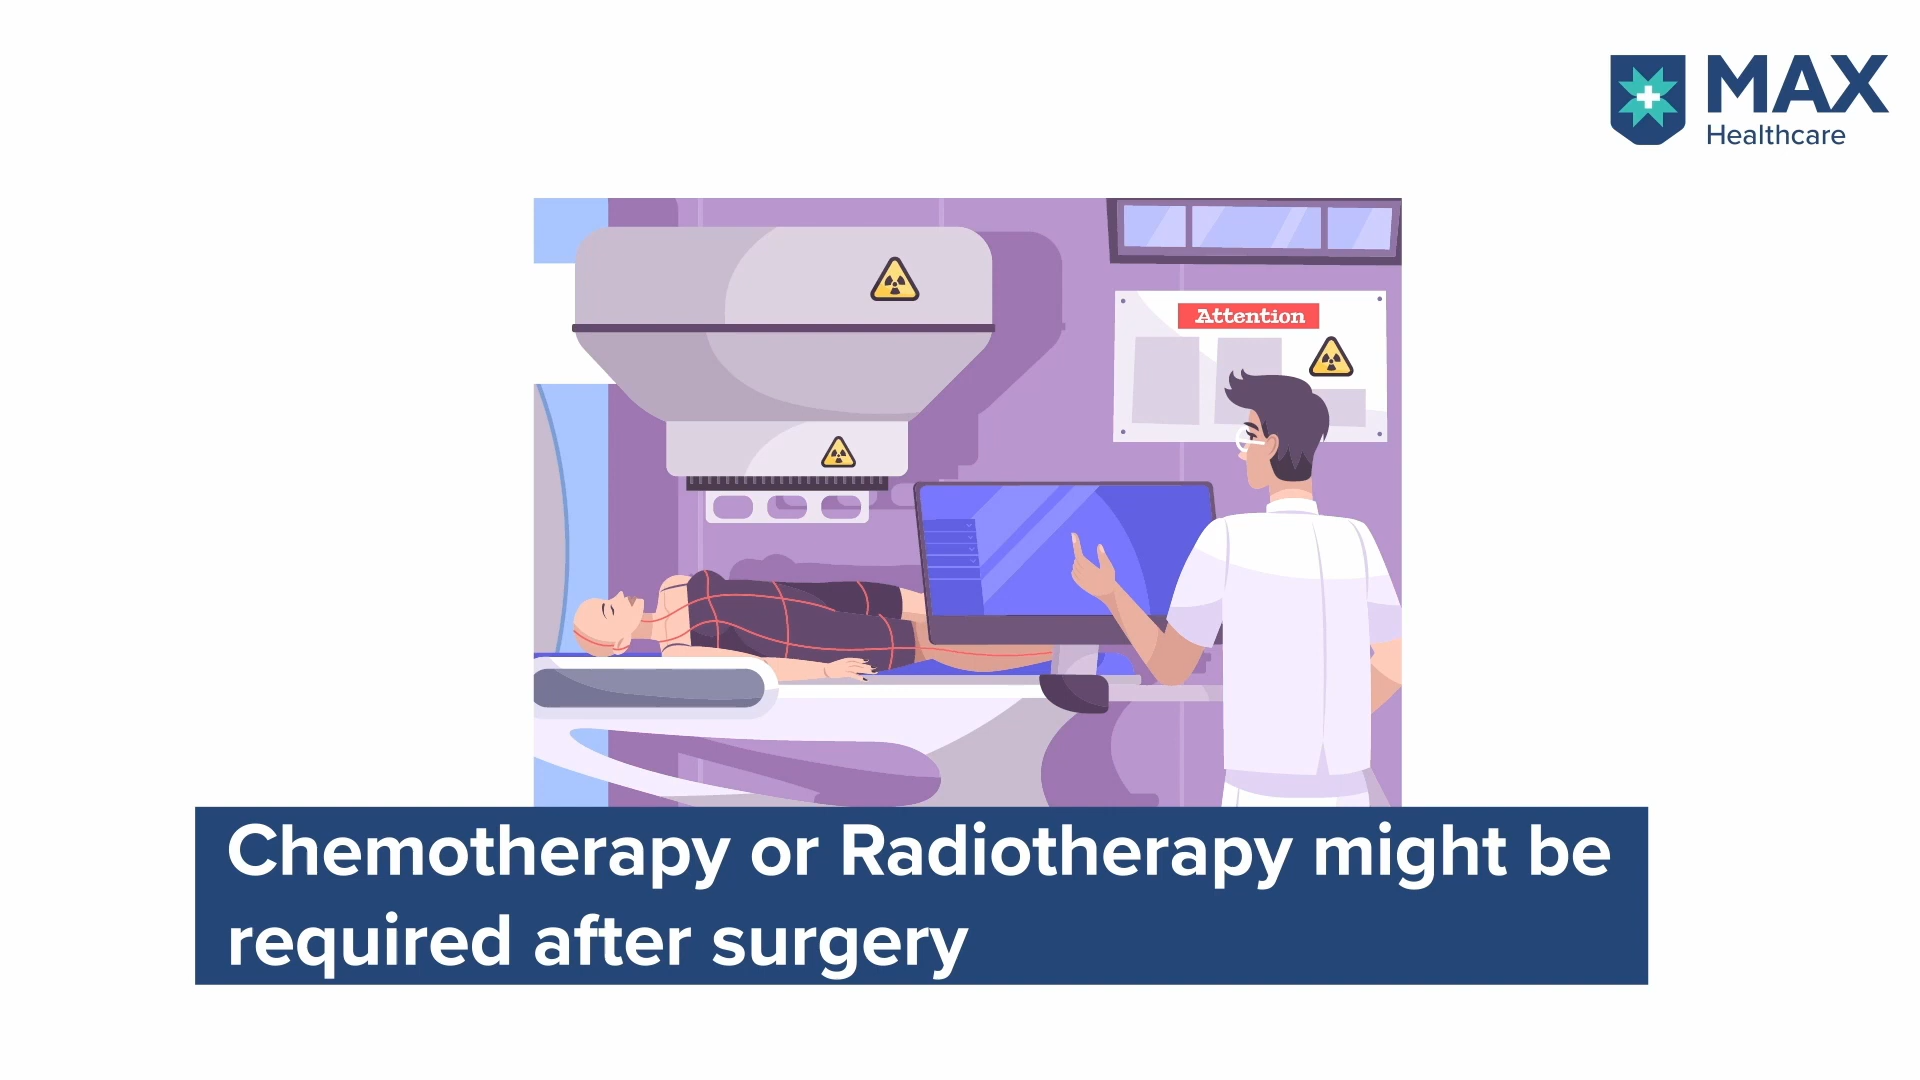 MAX
Healthcare
Attention
Chemotherapy or Radiotherapy might be
required after surgery